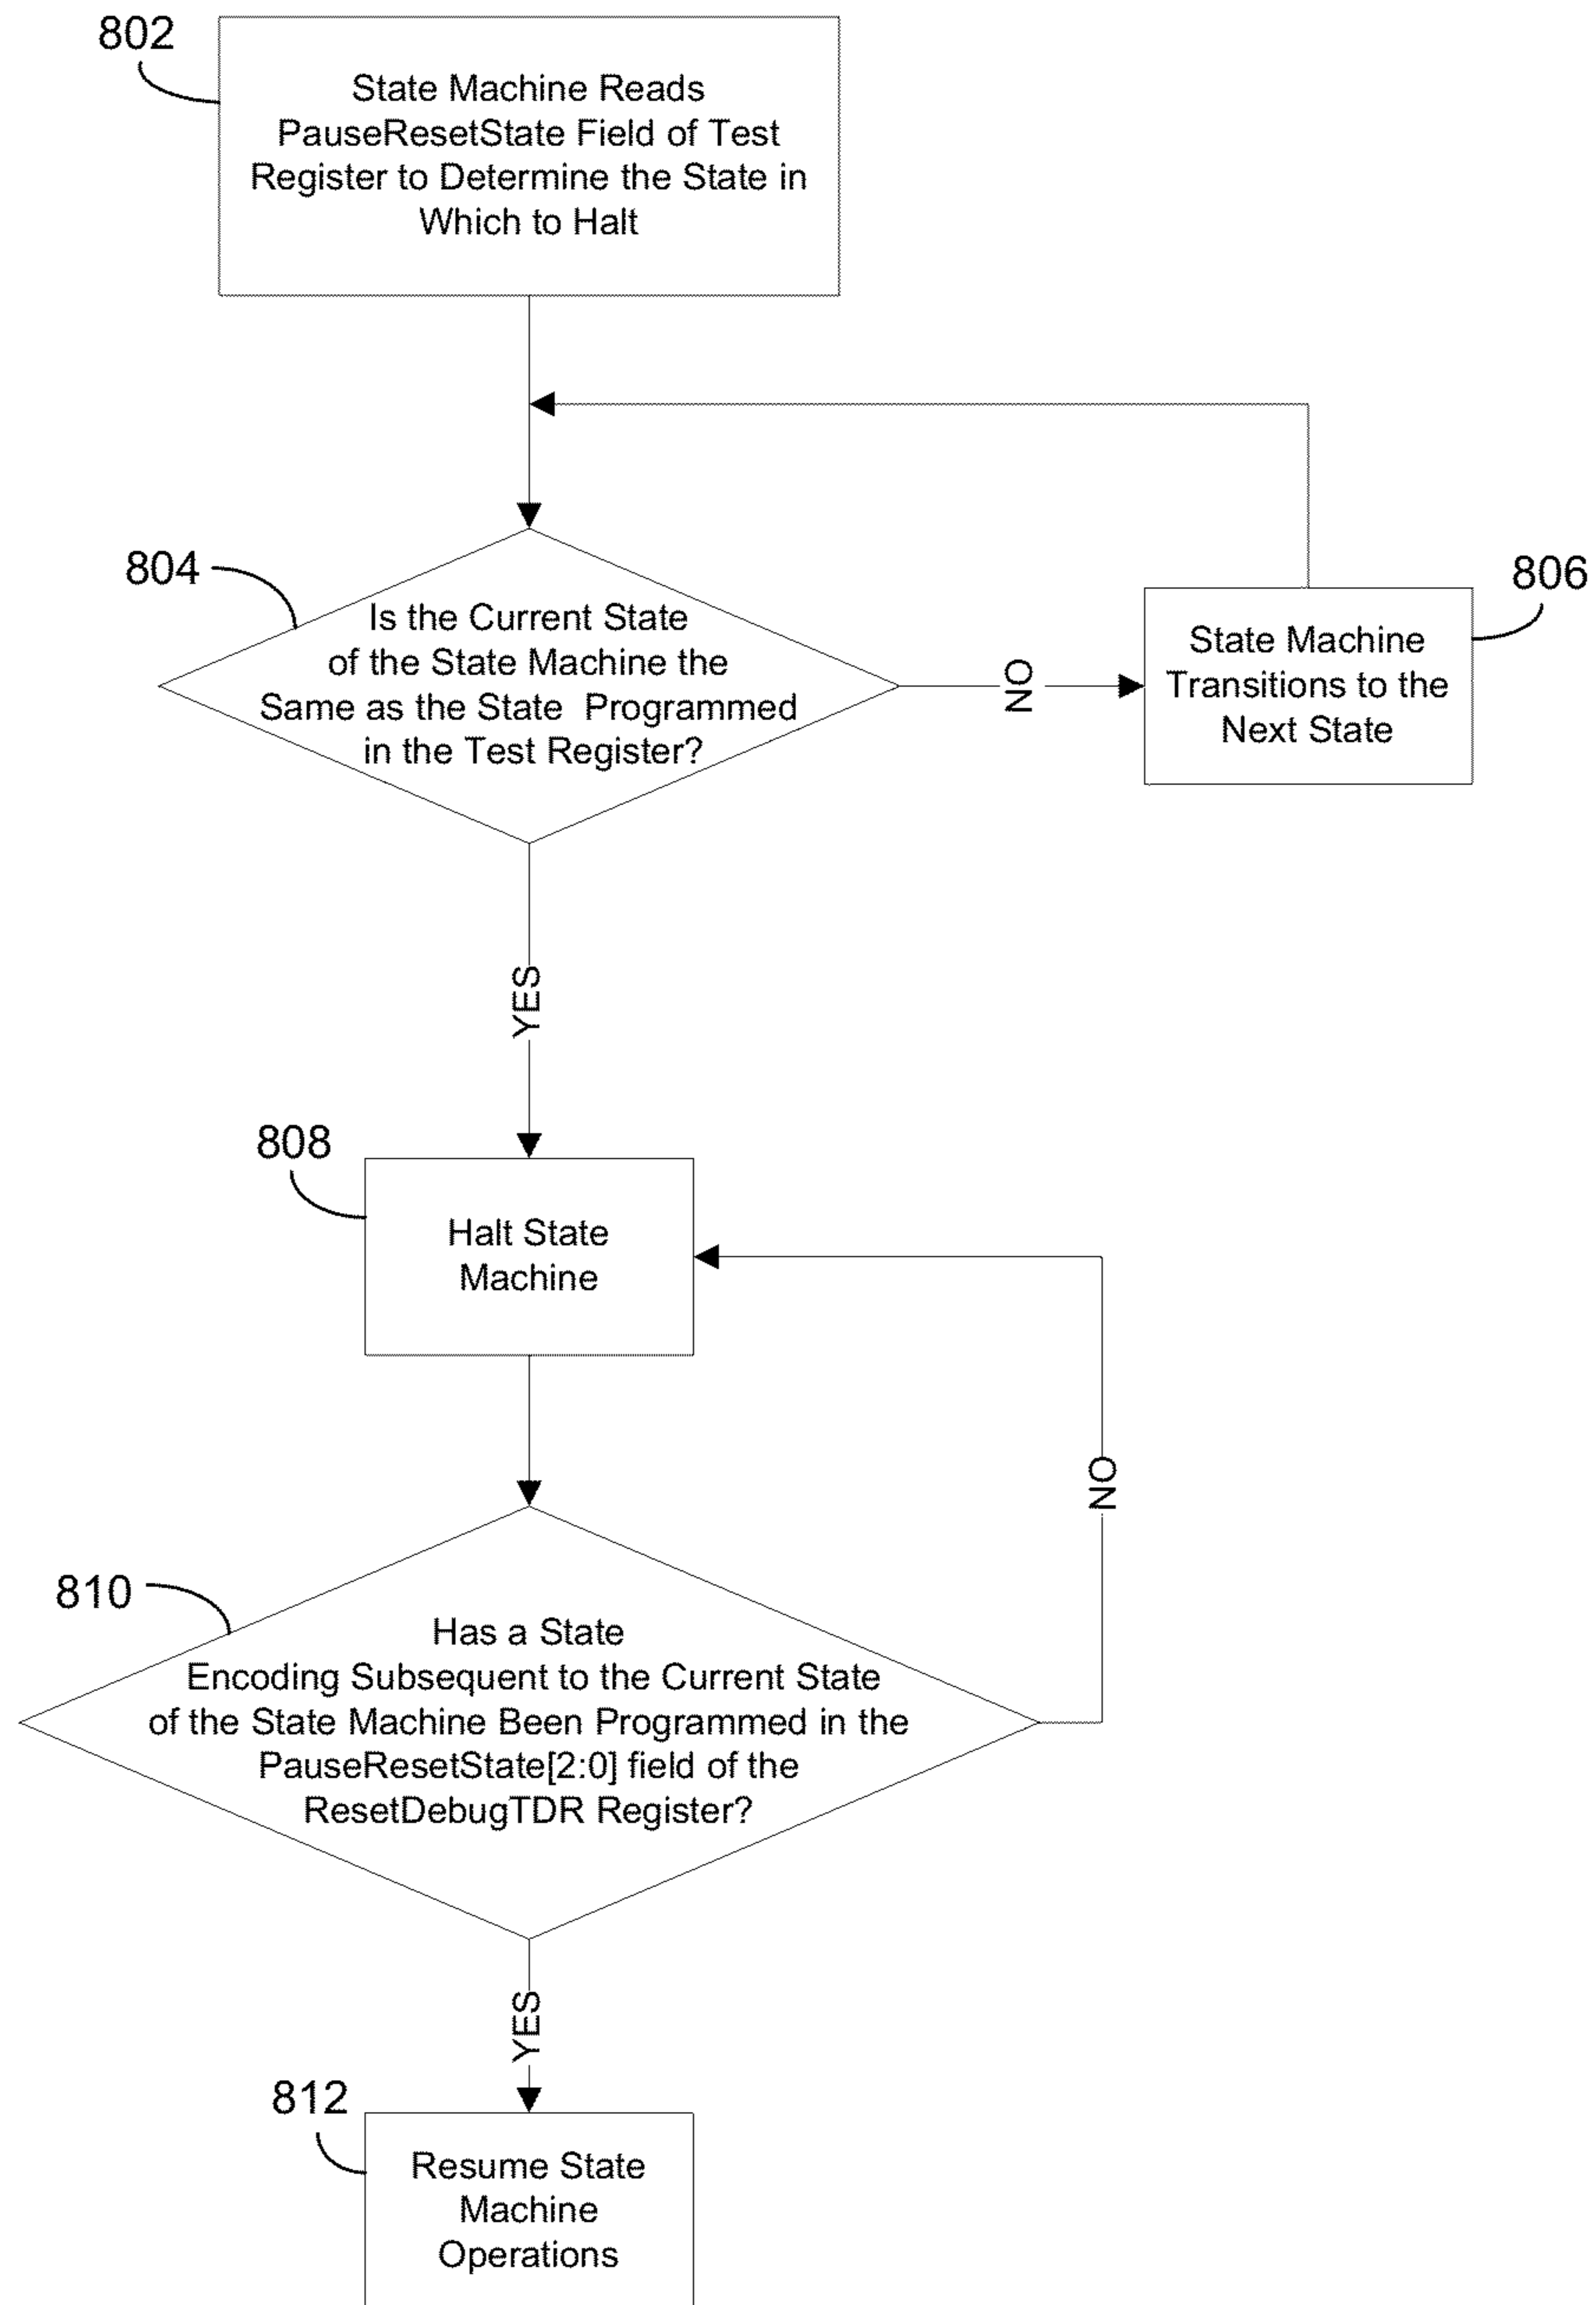 802
State Machine Reads
PauseResetState Field of Test
Register to Determine the State in
Which to Halt
804
Is the Current State
of the State Machine the
Same as the State Programmed
in the Test Register?
NO
806
State Machine
Transitions to the
Next State
YES
808
Halt State
Machine
NO
810
Has a State
Encoding Subsequent to the Current State
of the State Machine Been Programmed in the
PauseResetState[2:0] field of the
ResetDebugTDR Register?
YES
812
Resume State
Machine
Operations